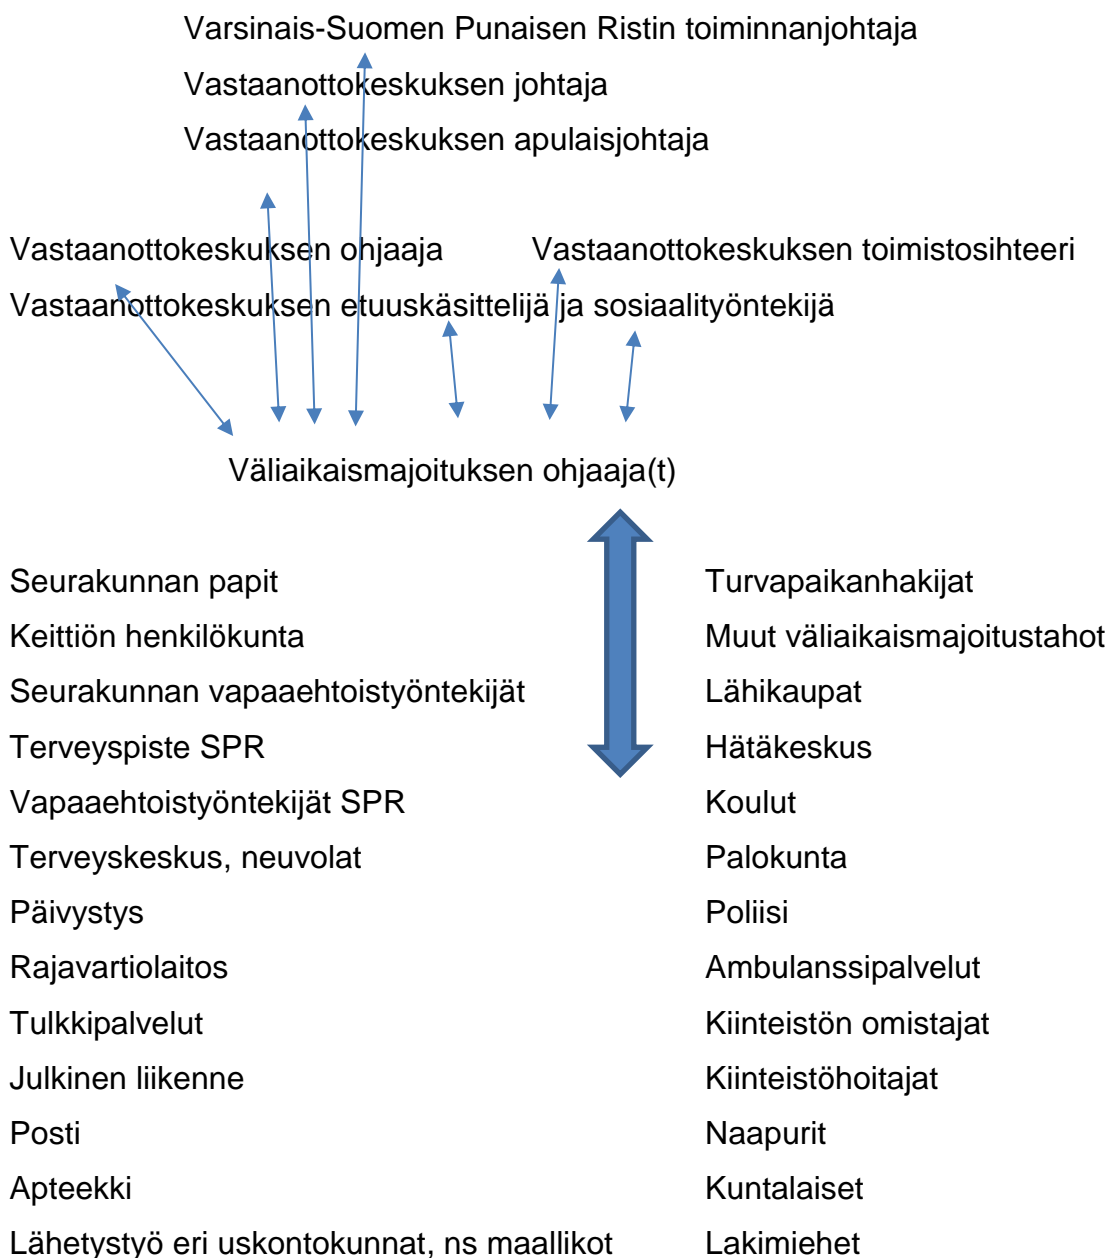 Varsinais-Suomen Punaisen Ristin toiminnanjohtaja
Vastaanottokeskuksen johtaja
Vastaanottokeskuksen apulaisjohtaja
Vastaanottokeskuksen ohjaaja Vastaanottokeskuksen toimistosihteeri
Vastaanottokeskuksen etuuskäsittelijä ja sosiaalityöntekijä
Väliaikaismajoituksen ohjaaja(t)
Seurakunnan papit Turvapaikanhakijat
Keittiön henkilökunta Muut väliaikaismajoitustahot
Seurakunnan vapaaehtoistyöntekijät Lähikaupat
Terveyspiste SPR Hätäkeskus
Vapaaehtoistyöntekijät SPR Koulut
Terveyskeskus, neuvolat Palokunta
Päivystys Poliisi
Rajavartiolaitos Ambulanssipalvelut
Tulkkipalvelut Kiinteistön omistajat
Julkinen liikenne Kiinteistöhoitajat
Posti Naapurit
Apteekki Kuntalaiset
Lähetystyö eri uskontokunnat, ns maallikot Lakimiehet